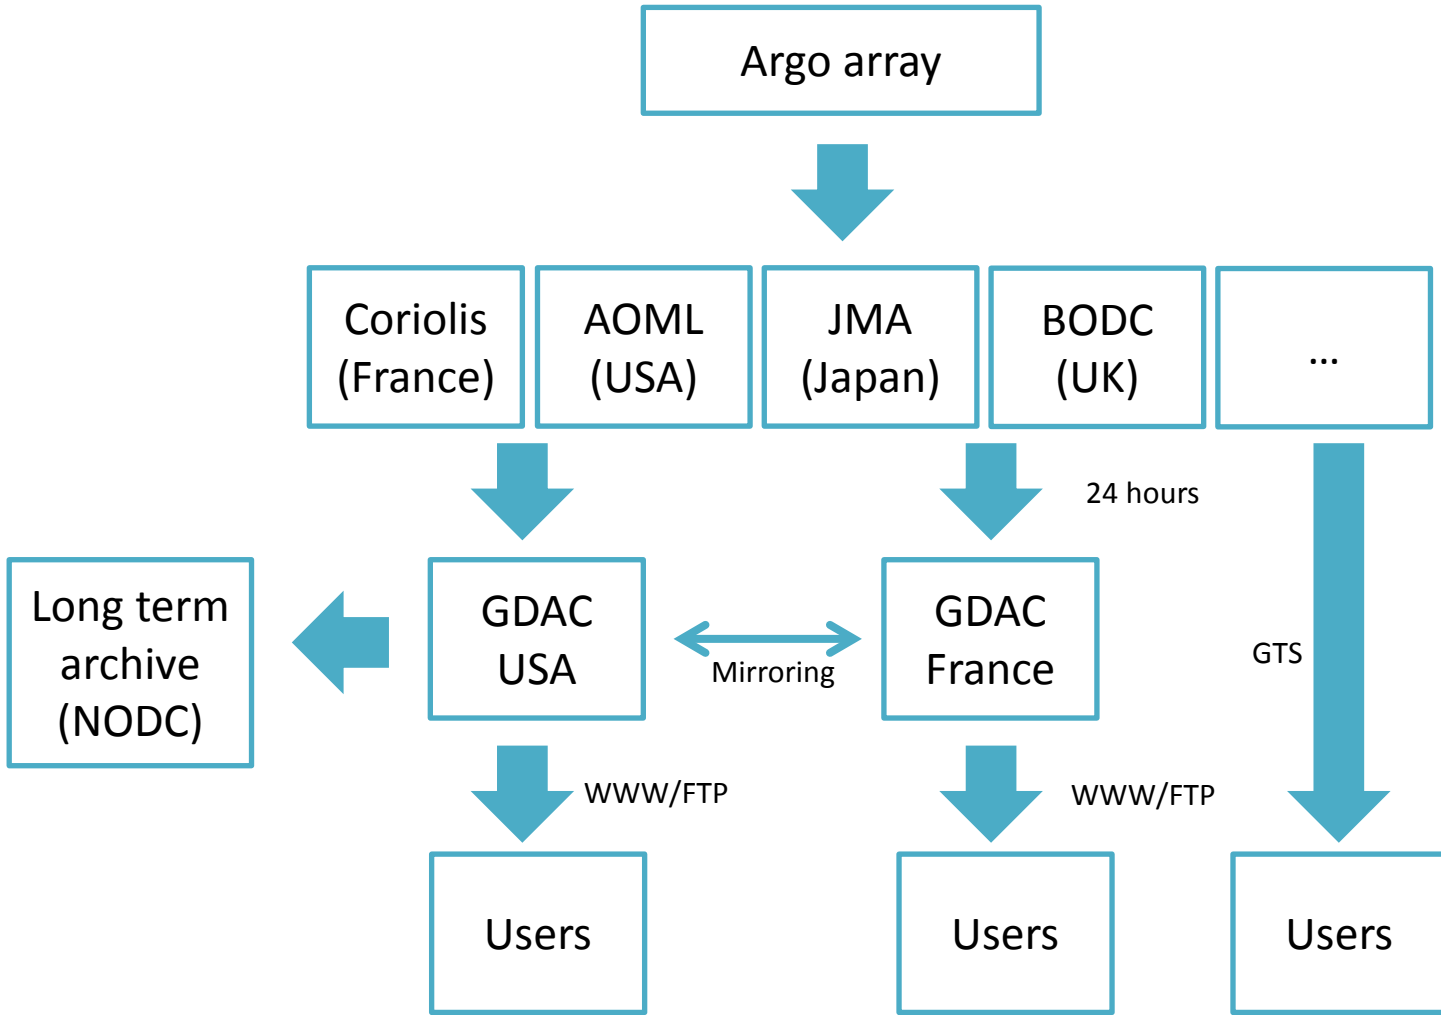 Argo array
Coriolis
(France)
AOML
(USA)
JMA
(Japan)
BODC
(UK)
...
24 hours
Long term
archive
(NODC)
GDAC
USA
Mirroring
GDAC
France
GTS
WWW/FTP
WWW/FTP
Users
Users
Users